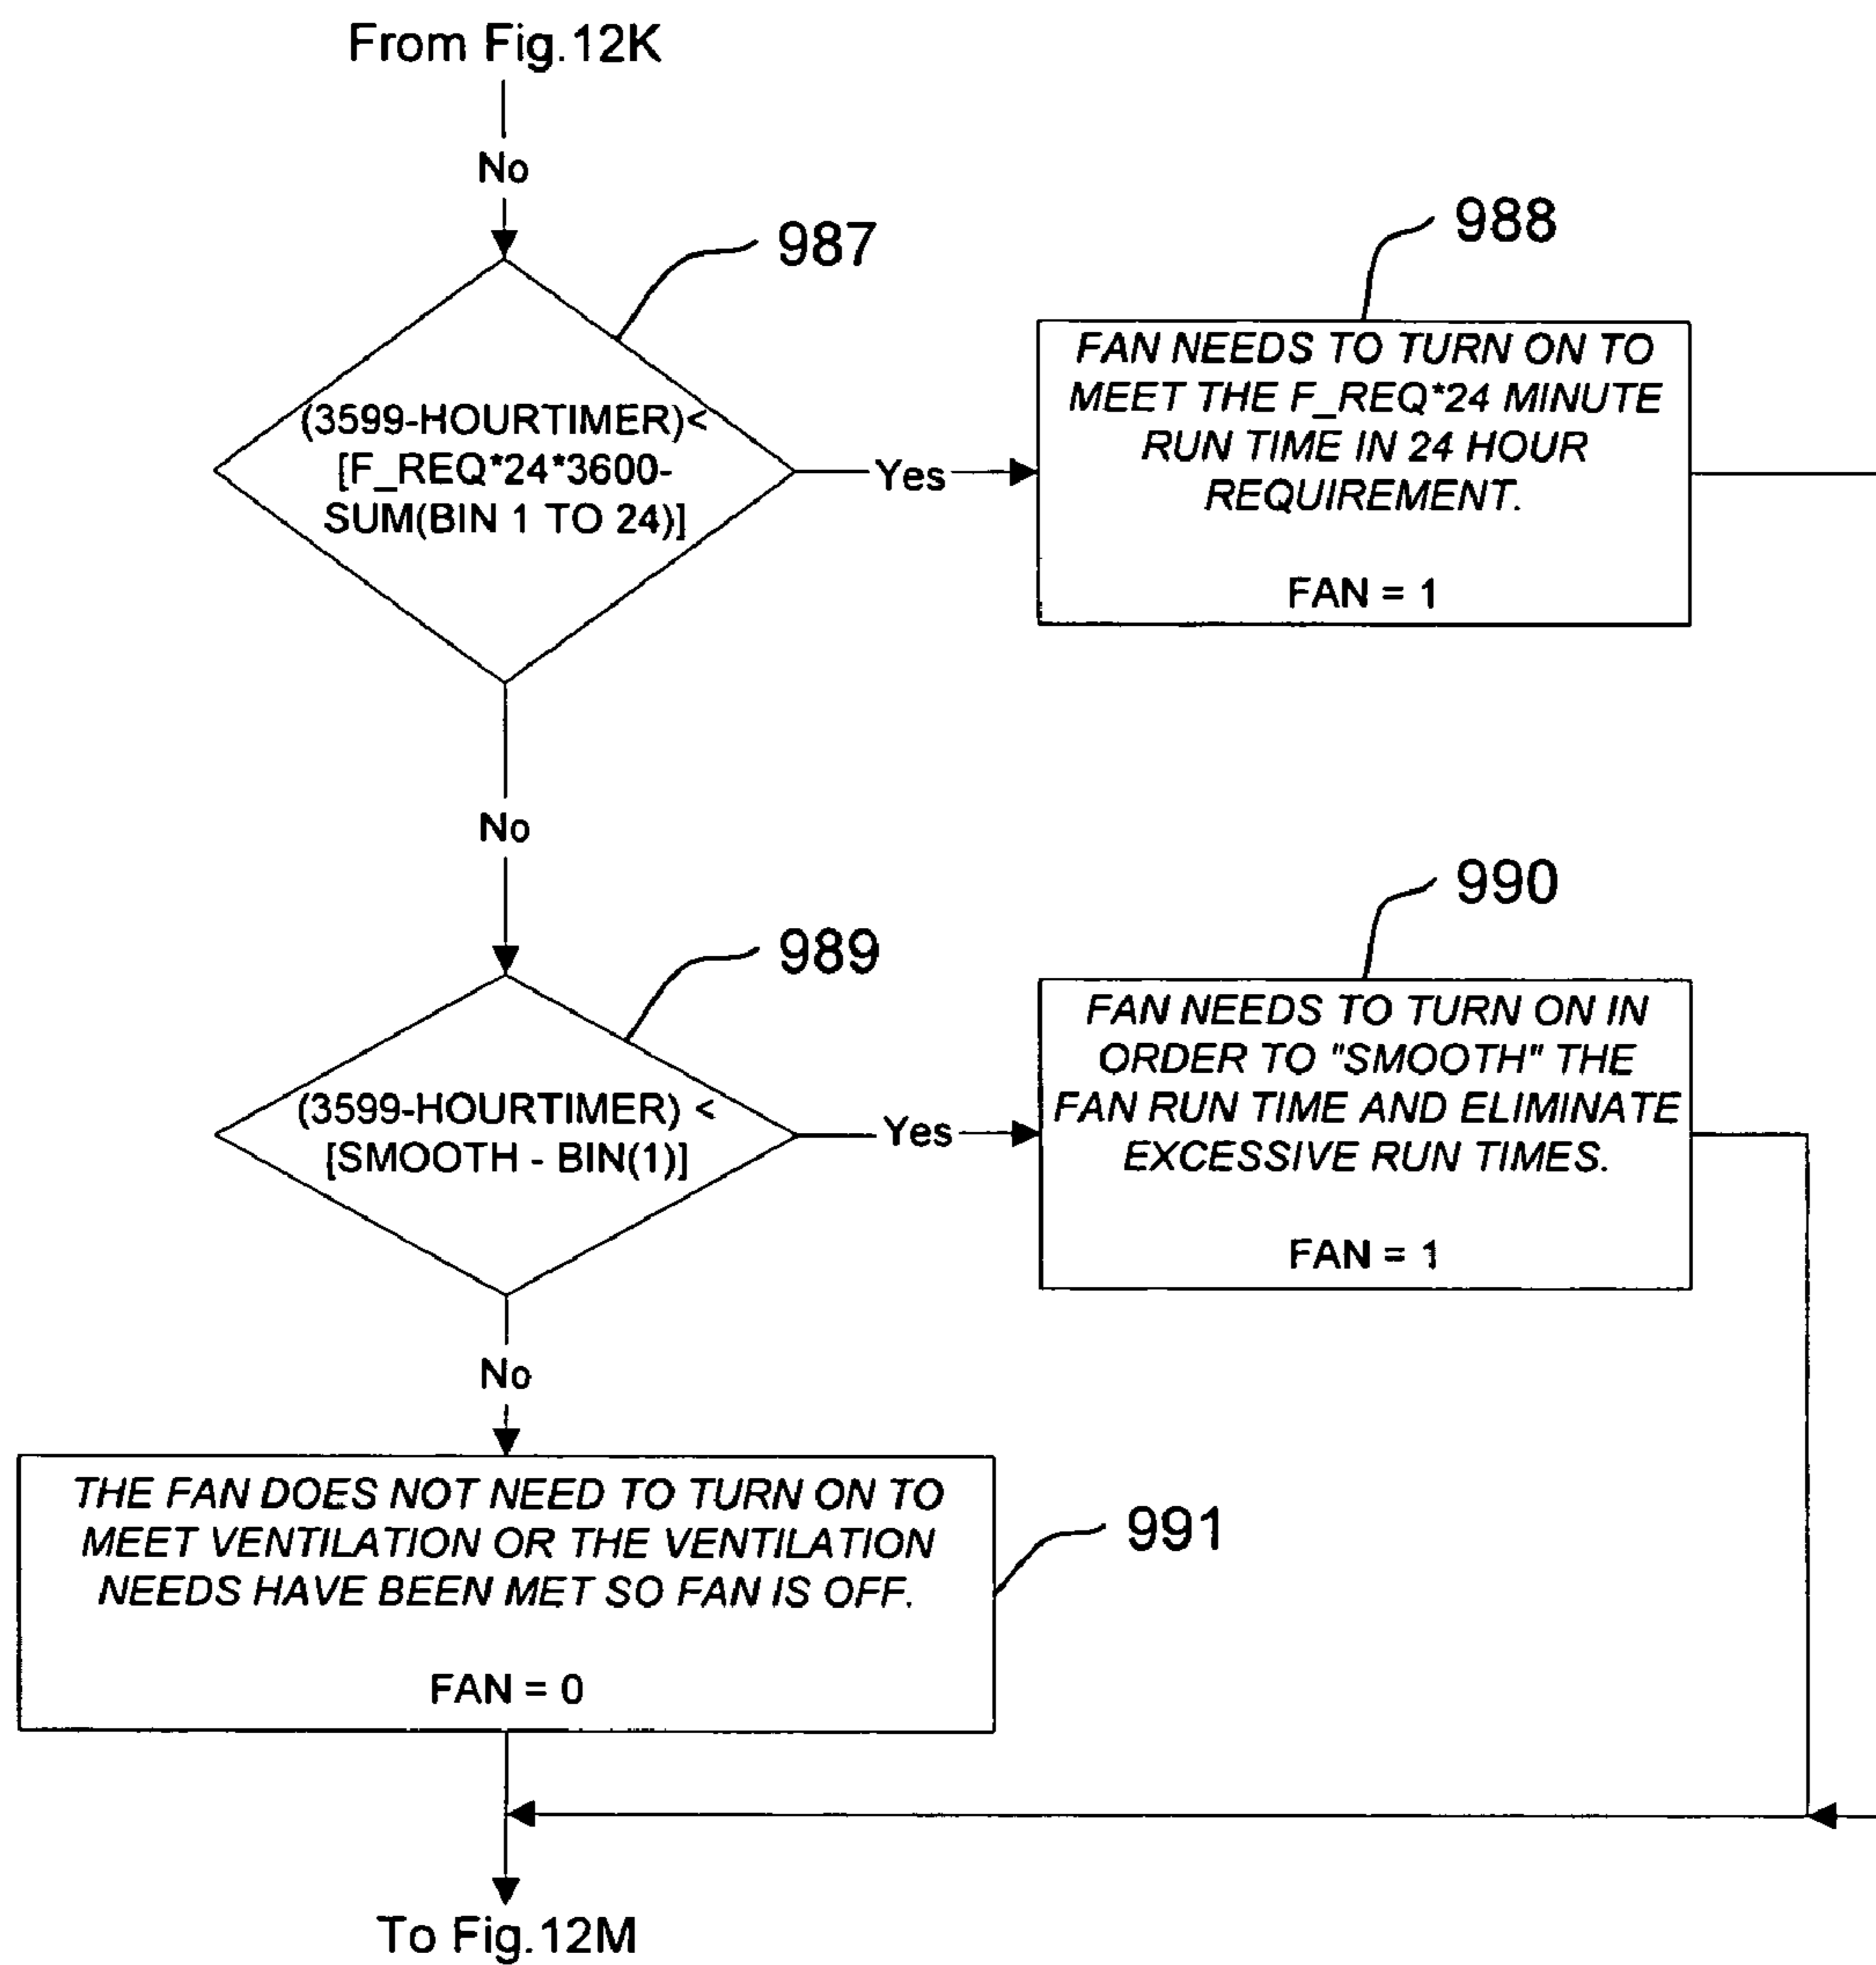 From Fig.12K
No
987
(3599-HOURTIMER)<
[F_REQ*24*3600-
SUM(BIN 1 TO 24)]
Yes
988
FAN NEEDS TO TURN ON TO
MEET THE F_REQ*24 MINUTE
RUN TIME IN 24 HOUR
REQUIREMENT.
FAN = 1
No
989
(3599-HOURTIMER) <
[SMOOTH - BIN(1)]
Yes
990
FAN NEEDS TO TURN ON IN
ORDER TO "SMOOTH" THE
FAN RUN TIME AND ELIMINATE
EXCESSIVE RUN TIMES.
FAN = 1
No
THE FAN DOES NOT NEED TO TURN ON TO
MEET VENTILATION OR THE VENTILATION
NEEDS HAVE BEEN MET SO FAN IS OFF.
FAN = 0
991
To Fig.12M